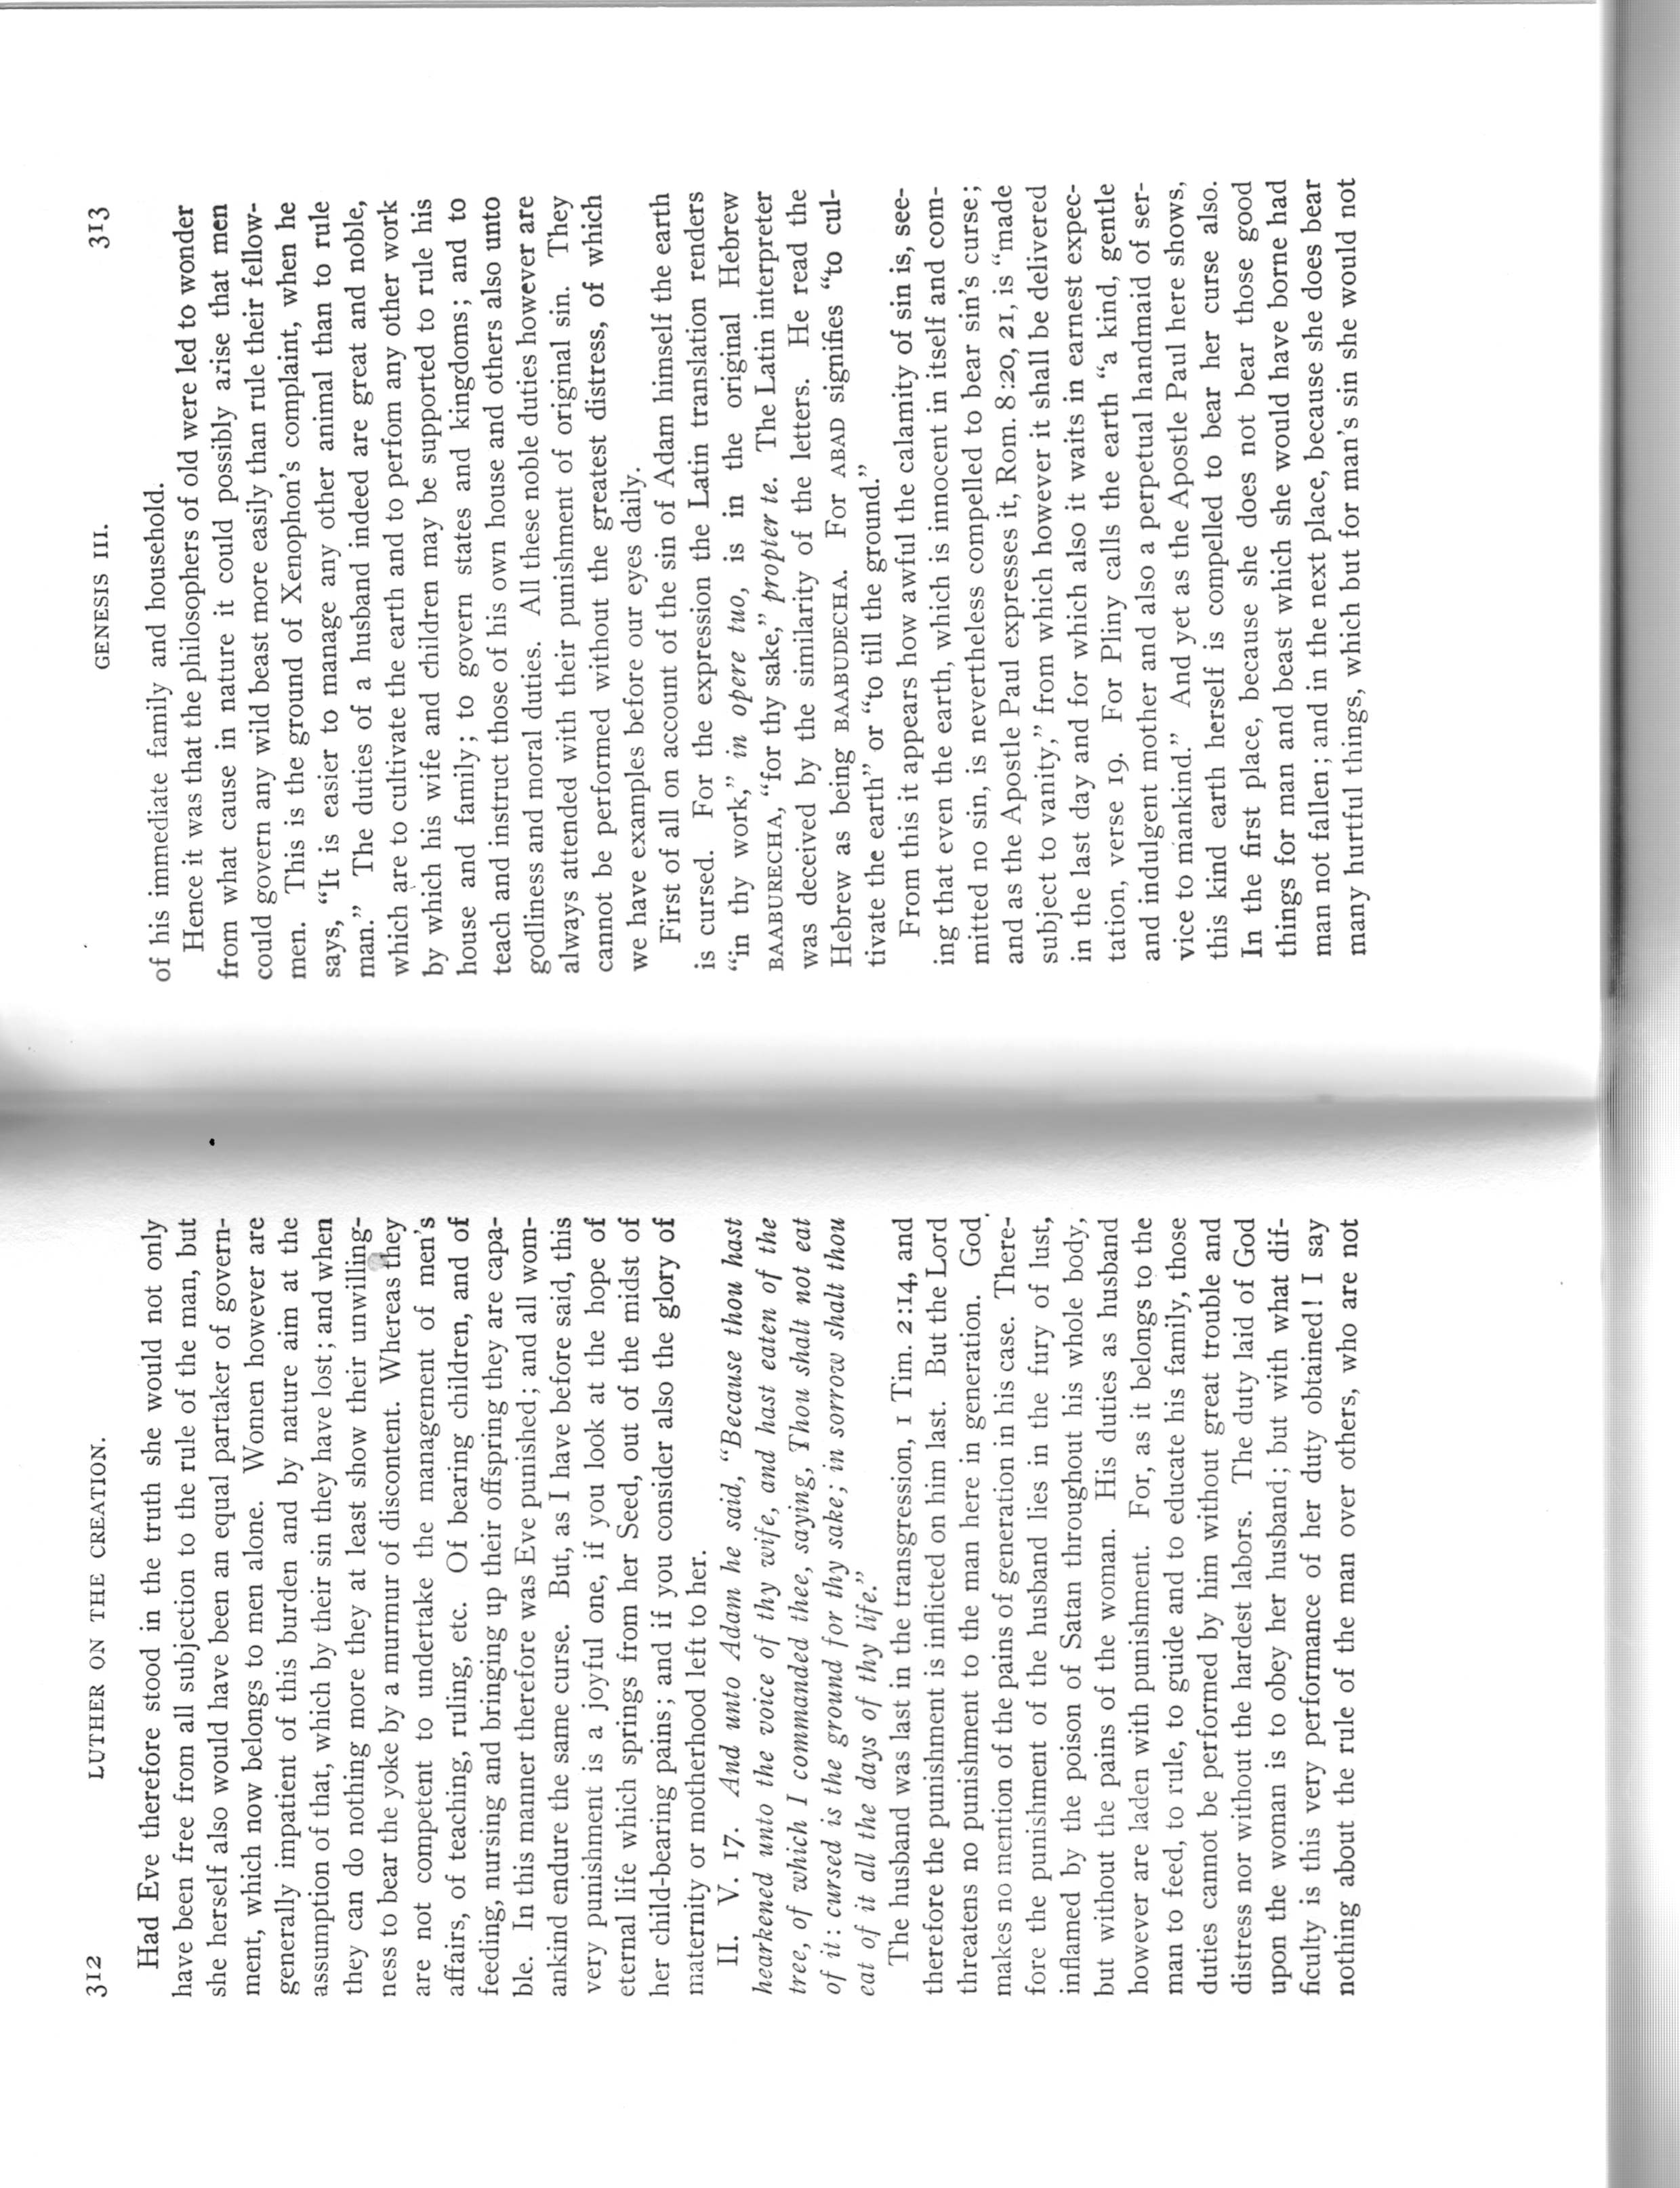 312 LUTHER ON THE CREATION.
Had Eve therefore stood in the truth she would not only
have been free from all subjection to the rule of the man, but
she herself also would have been an equal partaker of govern-
ment, which now belongs to men alone. Women however are
generally impatient of this burden and by nature aim at the
assumption of that, which by their sin they have lost; and when
they can do nothing more they at least show their unwilling-
ness to bear the yoke by a murmur of discontent. Whereas they
are not competent to undertake the management of men's
affairs, of teaching, ruling, etc. Of bearing children, and of
feeding, nursing and bringing up their offspring they are capa-
ble. In this manner therefore was Eve punished; and all wom-
ankind endure the same curse. But, as I have before said, this
very punishment is a joyful one, if you look at the hope of
eternal life which springs from her Seed, out of the midst of
her child-bearing pains; and if you consider also the glory of
maternity or motherhood left to her.
II. V. 17. And unto Adam he said, “Because thou hast
hearkened unto the voice of thy wife, and hast eaten of the
tree, of which I commanded thee, saying, Thou shalt not eat
of it: cursed is the ground for thy sake; in sorrow shalt thou
eat of it all the days of thy life.”
The husband was last in the transgression, 1 Tim. 2:14, and
therefore the punishment is inflicted on him last. But the Lord
threatens no punishment to the man here in generation. God
makes no mention of the pains of generation in his case. There-
fore the punishment of the husband lies in the fury of lust,
inflamed by the poison of Satan throughout his whole body,
but without the pains of the woman. His duties as husband
however are laden with punishment. For, as it belongs to the
man to feed, to rule, to guide and to educate his family, those
duties cannot be performed by him without great trouble and
distress nor without the hardest labors. The duty laid of God
upon the woman is to obey her husband; but with what dif-
ficulty is this very performance of her duty obtained! I say
nothing about the rule of the man over others, who are not
GENESIS III. 313
of his immediate family and household.
Hence it was that the philosophers of old were led to wonder
from what cause in nature it could possibly arise that men
could govern any wild beast more easily than rule their fellow-
men. This is the ground of Xenophon's complaint, when he
says, “It is easier to manage any other animal than to rule
man.” The duties of a husband indeed are great and noble,
which are to cultivate the earth and to perfom any other work
by which his wife and children may be supported to rule his
house and family; to govern states and kingdoms; and to
teach and instruct those of his own house and others also unto
godliness and moral duties. All these noble duties however are
always attended with their punishment of original sin. They
cannot be performed without the greatest distress, of which
we have examples before our eyes daily.
First of all on account of the sin of Adam himself the earth
is cursed. For the expression the Latin translation renders
“in thy work,” in opere tuo, is in the original Hebrew
BAABURECHA, “for thy sake,” propter te. The Latin interpreter
was deceived by the similarity of the letters. He read the
Hebrew as being BAABUDECHA. For ABAD signifies “to cul-
tivate the earth” or “to till the ground.”
From this it appears how awful the calamity of sin is, see-
ing that even the earth, which is innocent in itself and com-
mitted no sin, is nevertheless compelled to bear sin's curse;
and as the Apostle Paul expresses it, Rom. 8:20, 21, is “made
subject to vanity,” from which however it shall be delivered
in the last day and for which also it waits in earnest expec-
tation, verse 19. For Pliny calls the earth “a kind, gentle
and indulgent mother and also a perpetual handmaid of ser-
vice to mankind.” And yet as the Apostle Paul here shows,
this kind earth herself is compelled to bear her curse also.
In the first place, because she does not bear those good
things for man and beast which she would have borne had
man not fallen; and in the next place, because she does bear
many hurtful things, which but for man's sin she would not